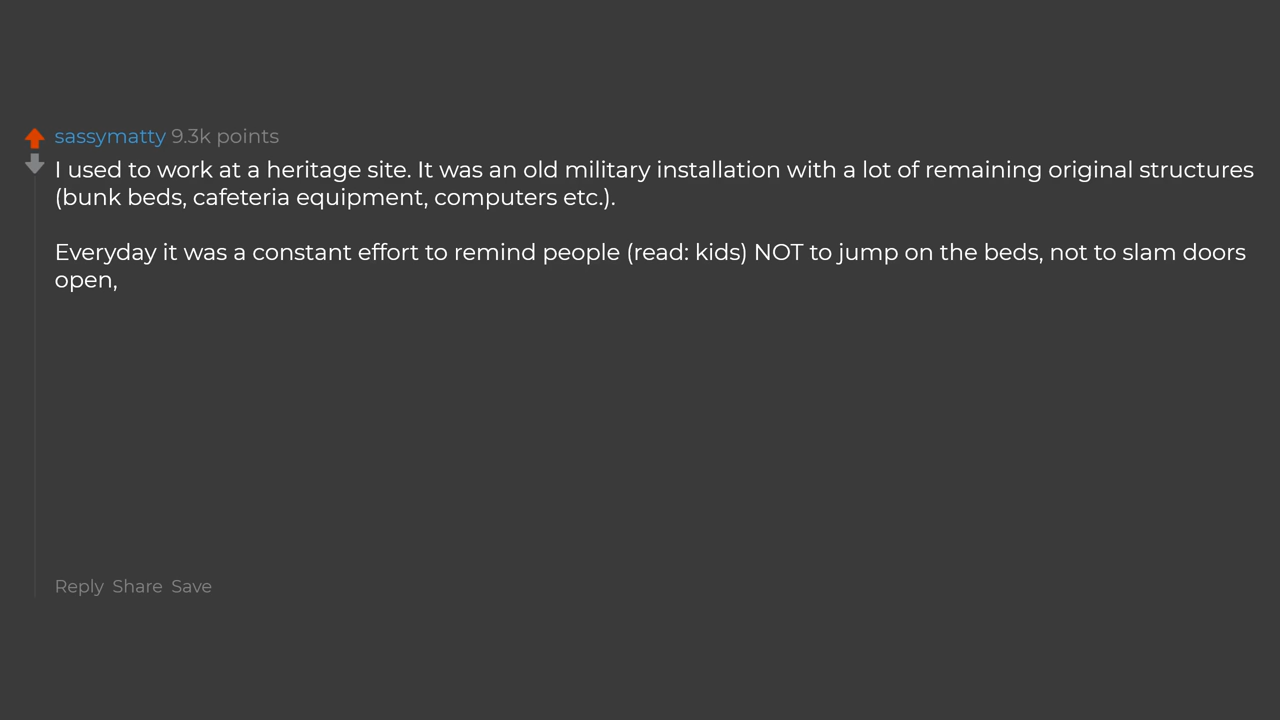 sassymatty 9.3k points
I used to work at a heritage site. It was an old military installation with a lot of remaining original structures
(bunk beds, cafeteria equipment, computers etc.).
Everyday it was a constant effort to remind people (read: kids) NOT to jump on the beds, not to slam doors
open,
Reply Share Save